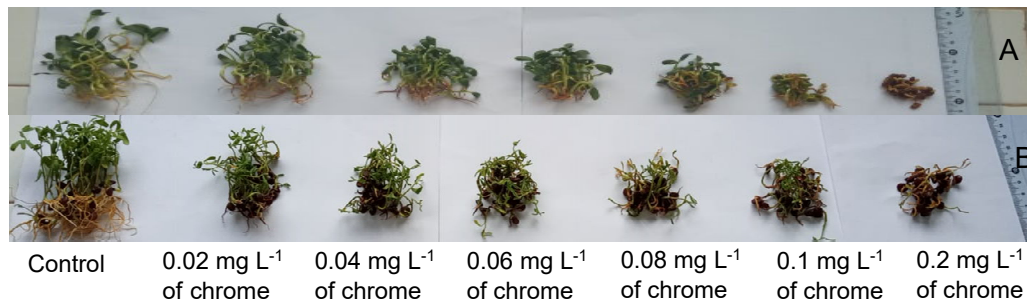 A
B
Control
0.02 mg L⁻¹ of chrome
0.04 mg L⁻¹ of chrome
0.06 mg L⁻¹ of chrome
0.08 mg L⁻¹ of chrome
0.1 mg L⁻¹ of chrome
0.2 mg L⁻¹ of chrome